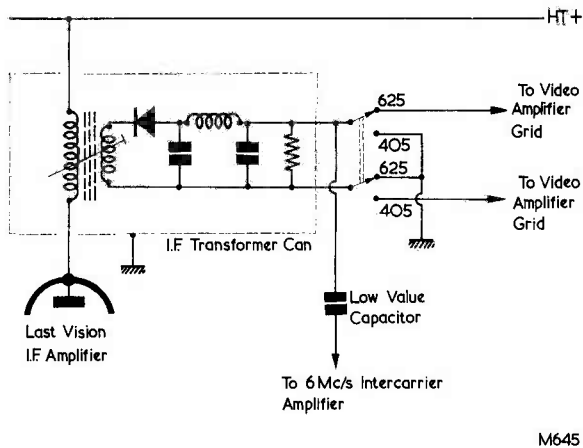 HT+
625
To Video
Amplifier
Grid
405
625
405
To Video
Amplifier
Grid
I.F. Transformer Can
Last Vision
I.F. Amplifier
Low Value
Capacitor
To 6 Mc/s Intercarrier
Amplifier
M645